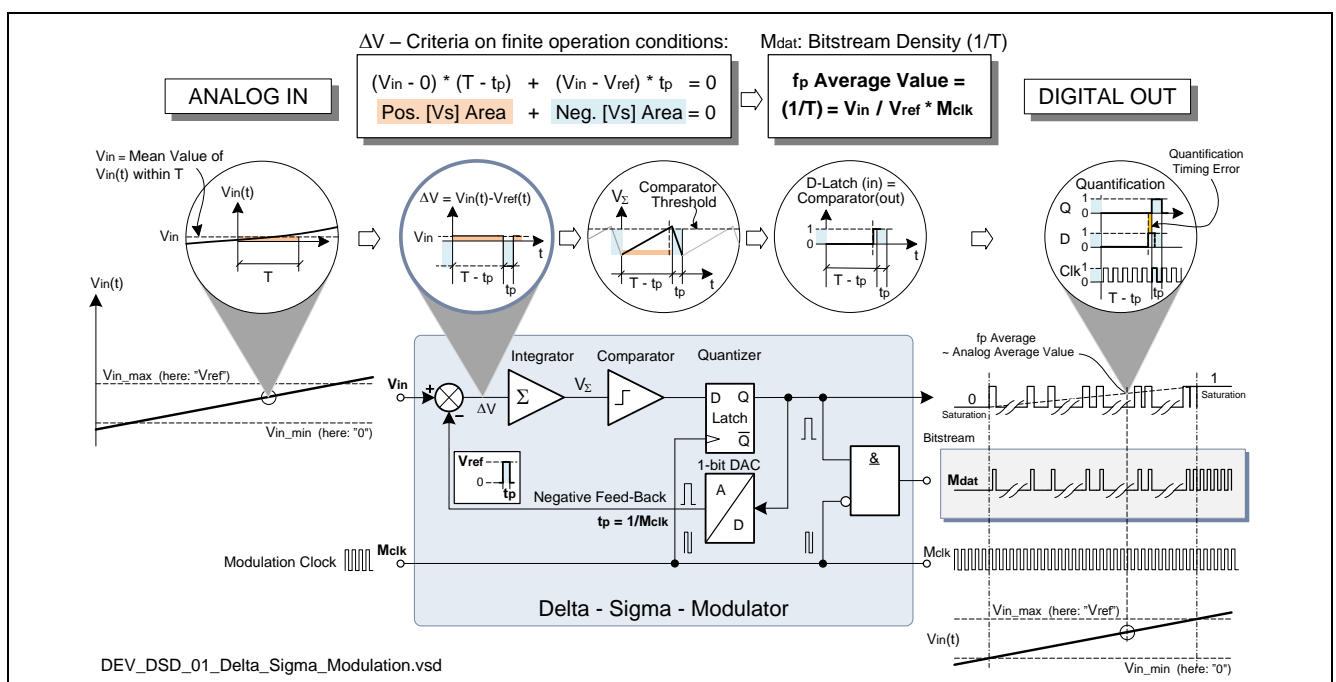 ΔV – Criteria on finite operation conditions:
(Vin - 0) * (T - tp) + (Vin - Vref) * tp = 0
Pos. [Vs] Area + Neg. [Vs] Area = 0
Mdat: Bitstream Density (1/T)
fp Average Value =
(1/T) = Vin / Vref * Mclk
ANALOG IN
DIGITAL OUT
Vin = Mean Value of
Vin(t) within T
Vin(t)
Vin
t
T
ΔV = Vin(t)-Vref(t)
Vin
t
T - tp
tp
VΣ
Comparator
Threshold
T - tp
tp
t
D-Latch (in) =
Comparator(out)
1
0
t
T - tp
tp
Quantification
Timing Error
Quantification
1
Q
0
1
D
0
t
Clk
1
0
T - tp
tp
Vin(t)
Vin_max (here: "Vref")
Vin_min (here: "0")
t
Vin
+
−
ΔV
Integrator
Σ
VΣ
Comparator
Quantizer
D Q
Latch
Q
1-bit DAC
A
D
Vref
0
tp
Negative Feed-Back
tp = 1/Mclk
&
Modulation Clock
Mclk
Delta - Sigma - Modulator
fp Average
~ Analog Average Value
0
Saturation
1
Saturation
Bitstream
Mdat
Mclk
Vin_max (here: "Vref")
Vin(t)
Vin_min (here: "0")
DEV_DSD_01_Delta_Sigma_Modulation.vsd